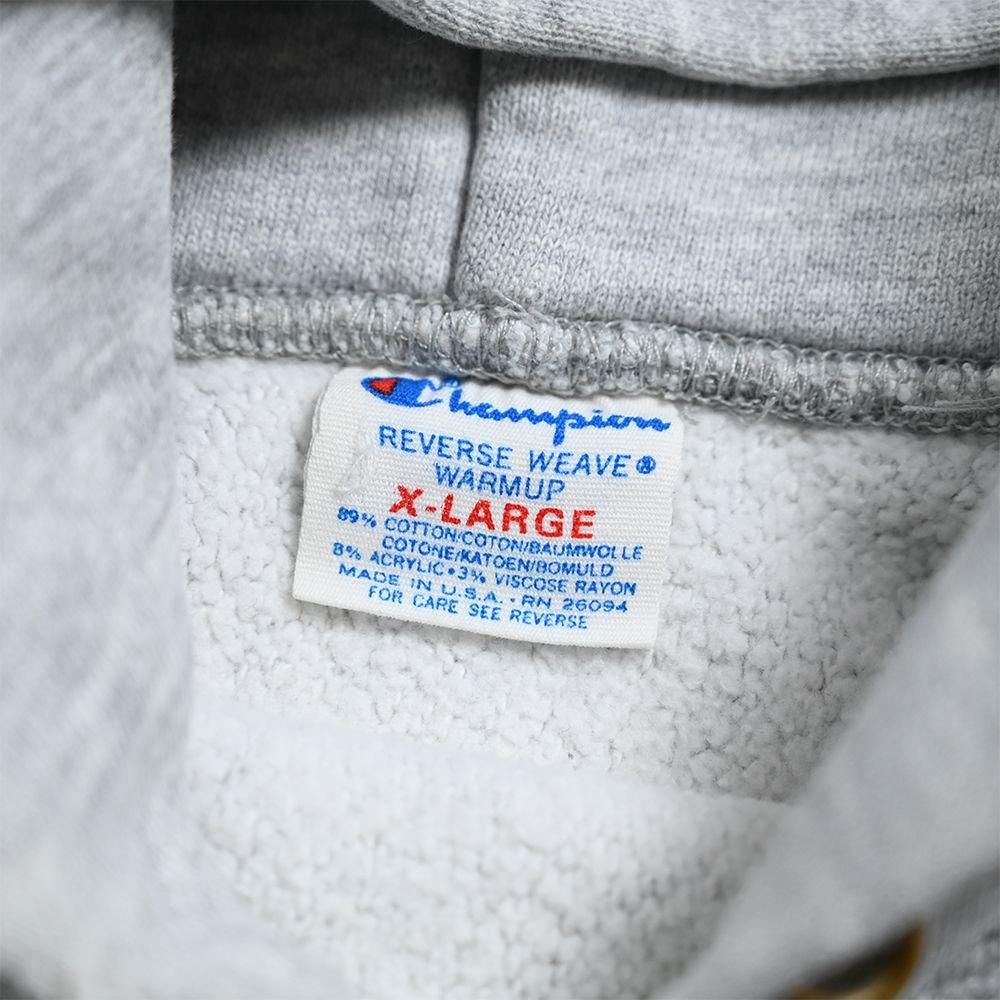 Champion
REVERSE WEAVE®
WARMUP
X-LARGE
89% COTTON/COTON/BAUMWOLLE
COTONE/KATOEN/BOMULD
8% ACRYLIC•3% VISCOSE RAYON
MADE IN U.S.A.·RN 26094
FOR CARE SEE REVERSE